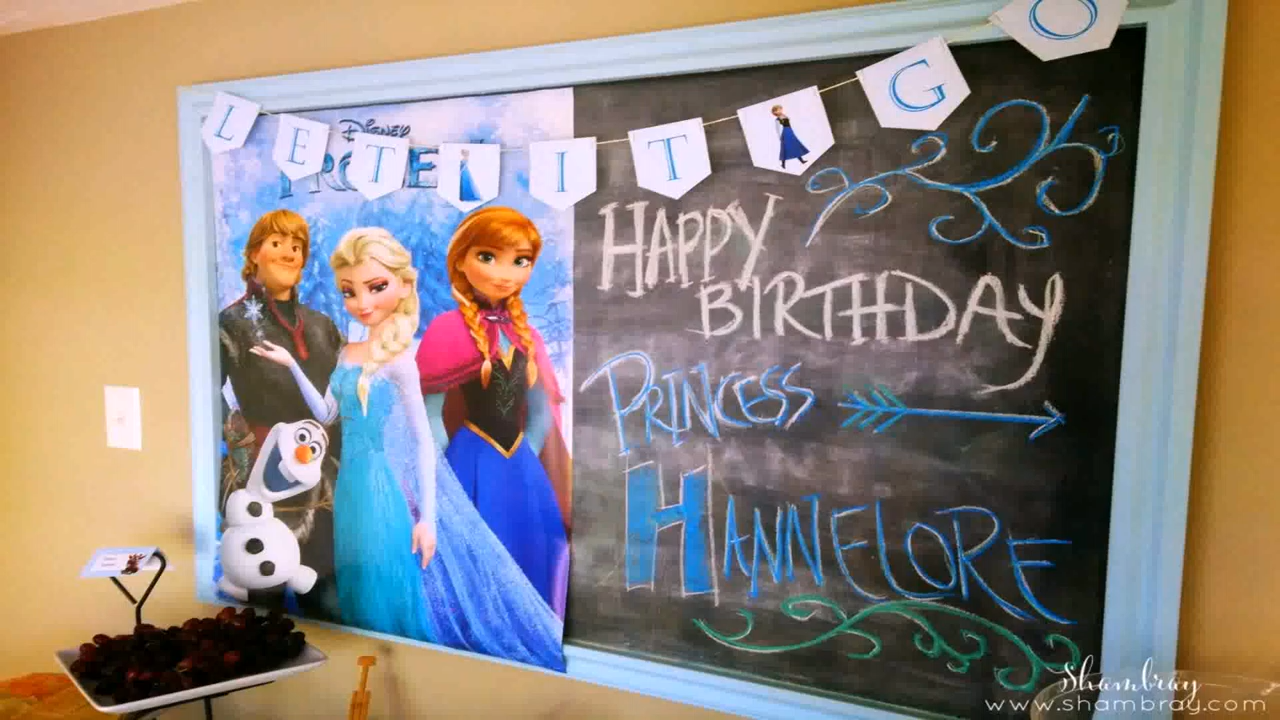 LET IT GO
DISNEY
FROZEN
HAPPY
BIRTHDAY
PRINCESS
HANNELORE
Shambray
www.shambray.com